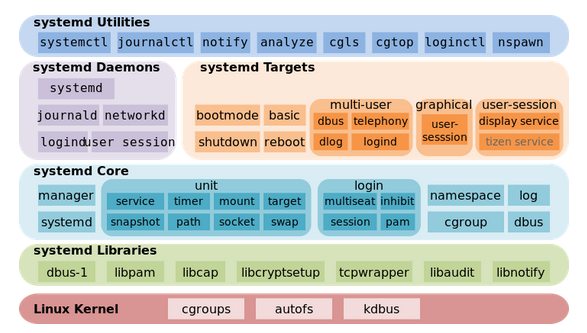 systemd Utilities
systemctl journalctl notify analyze cgls cgtop loginctl nspawn
systemd Daemons
systemd
journald networkd
logind user session
systemd Targets
bootmode basic
shutdown reboot
multi-user
dbus telephony
dlog logind
graphical
user-
sesssion
user-session
display service
tizen service
systemd Core
manager
systemd
unit
service timer mount target
snapshot path socket swap
login
multiseat inhibit
session pam
namespace log
cgroup dbus
systemd Libraries
dbus-1 libpam libcap libcryptsetup tcpwrapper libaudit libnotify
Linux Kernel cgroups autofs kdbus